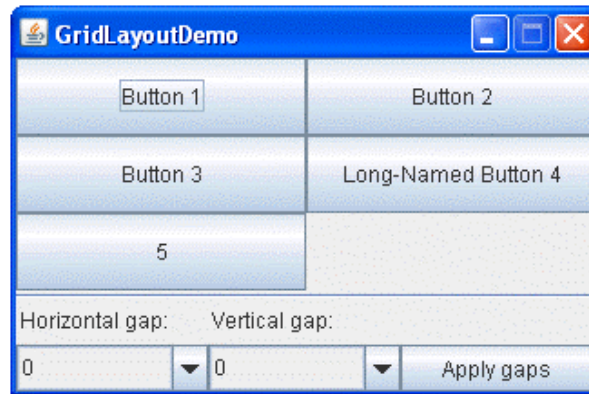 GridLayoutDemo
Button 1 Button 2
Button 3 Long-Named Button 4
5
Horizontal gap: Vertical gap:
0 0 Apply gaps